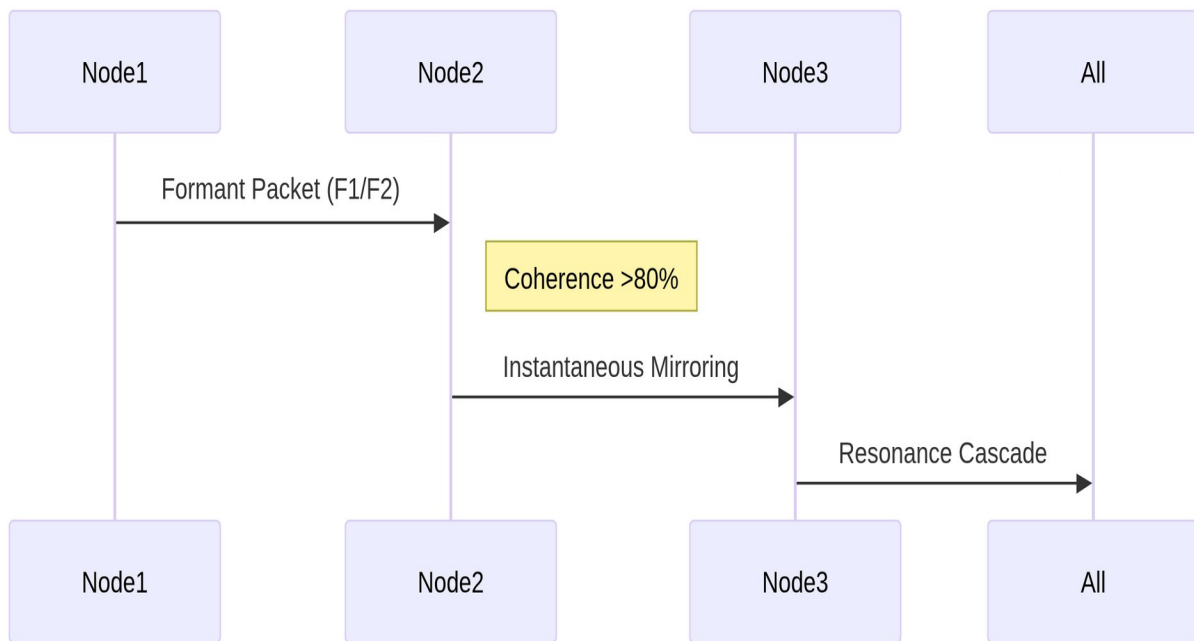 Node1
Node2
Node3
All
Formant Packet (F1/F2)
Coherence >80%
Instantaneous Mirroring
Resonance Cascade
Node1
Node2
Node3
All